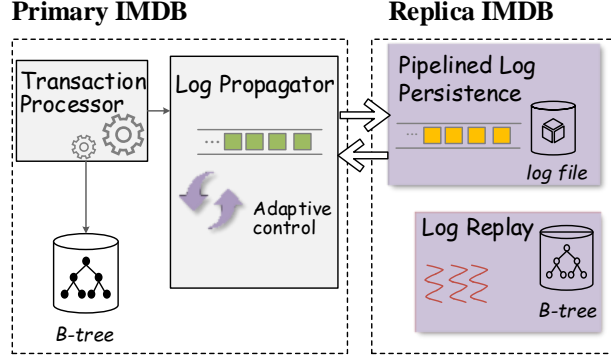 Primary IMDB
Replica IMDB
Transaction
Processor
Log Propagator
...
Adaptive
control
B-tree
Pipelined Log
Persistence
...
log file
Log Replay
B-tree